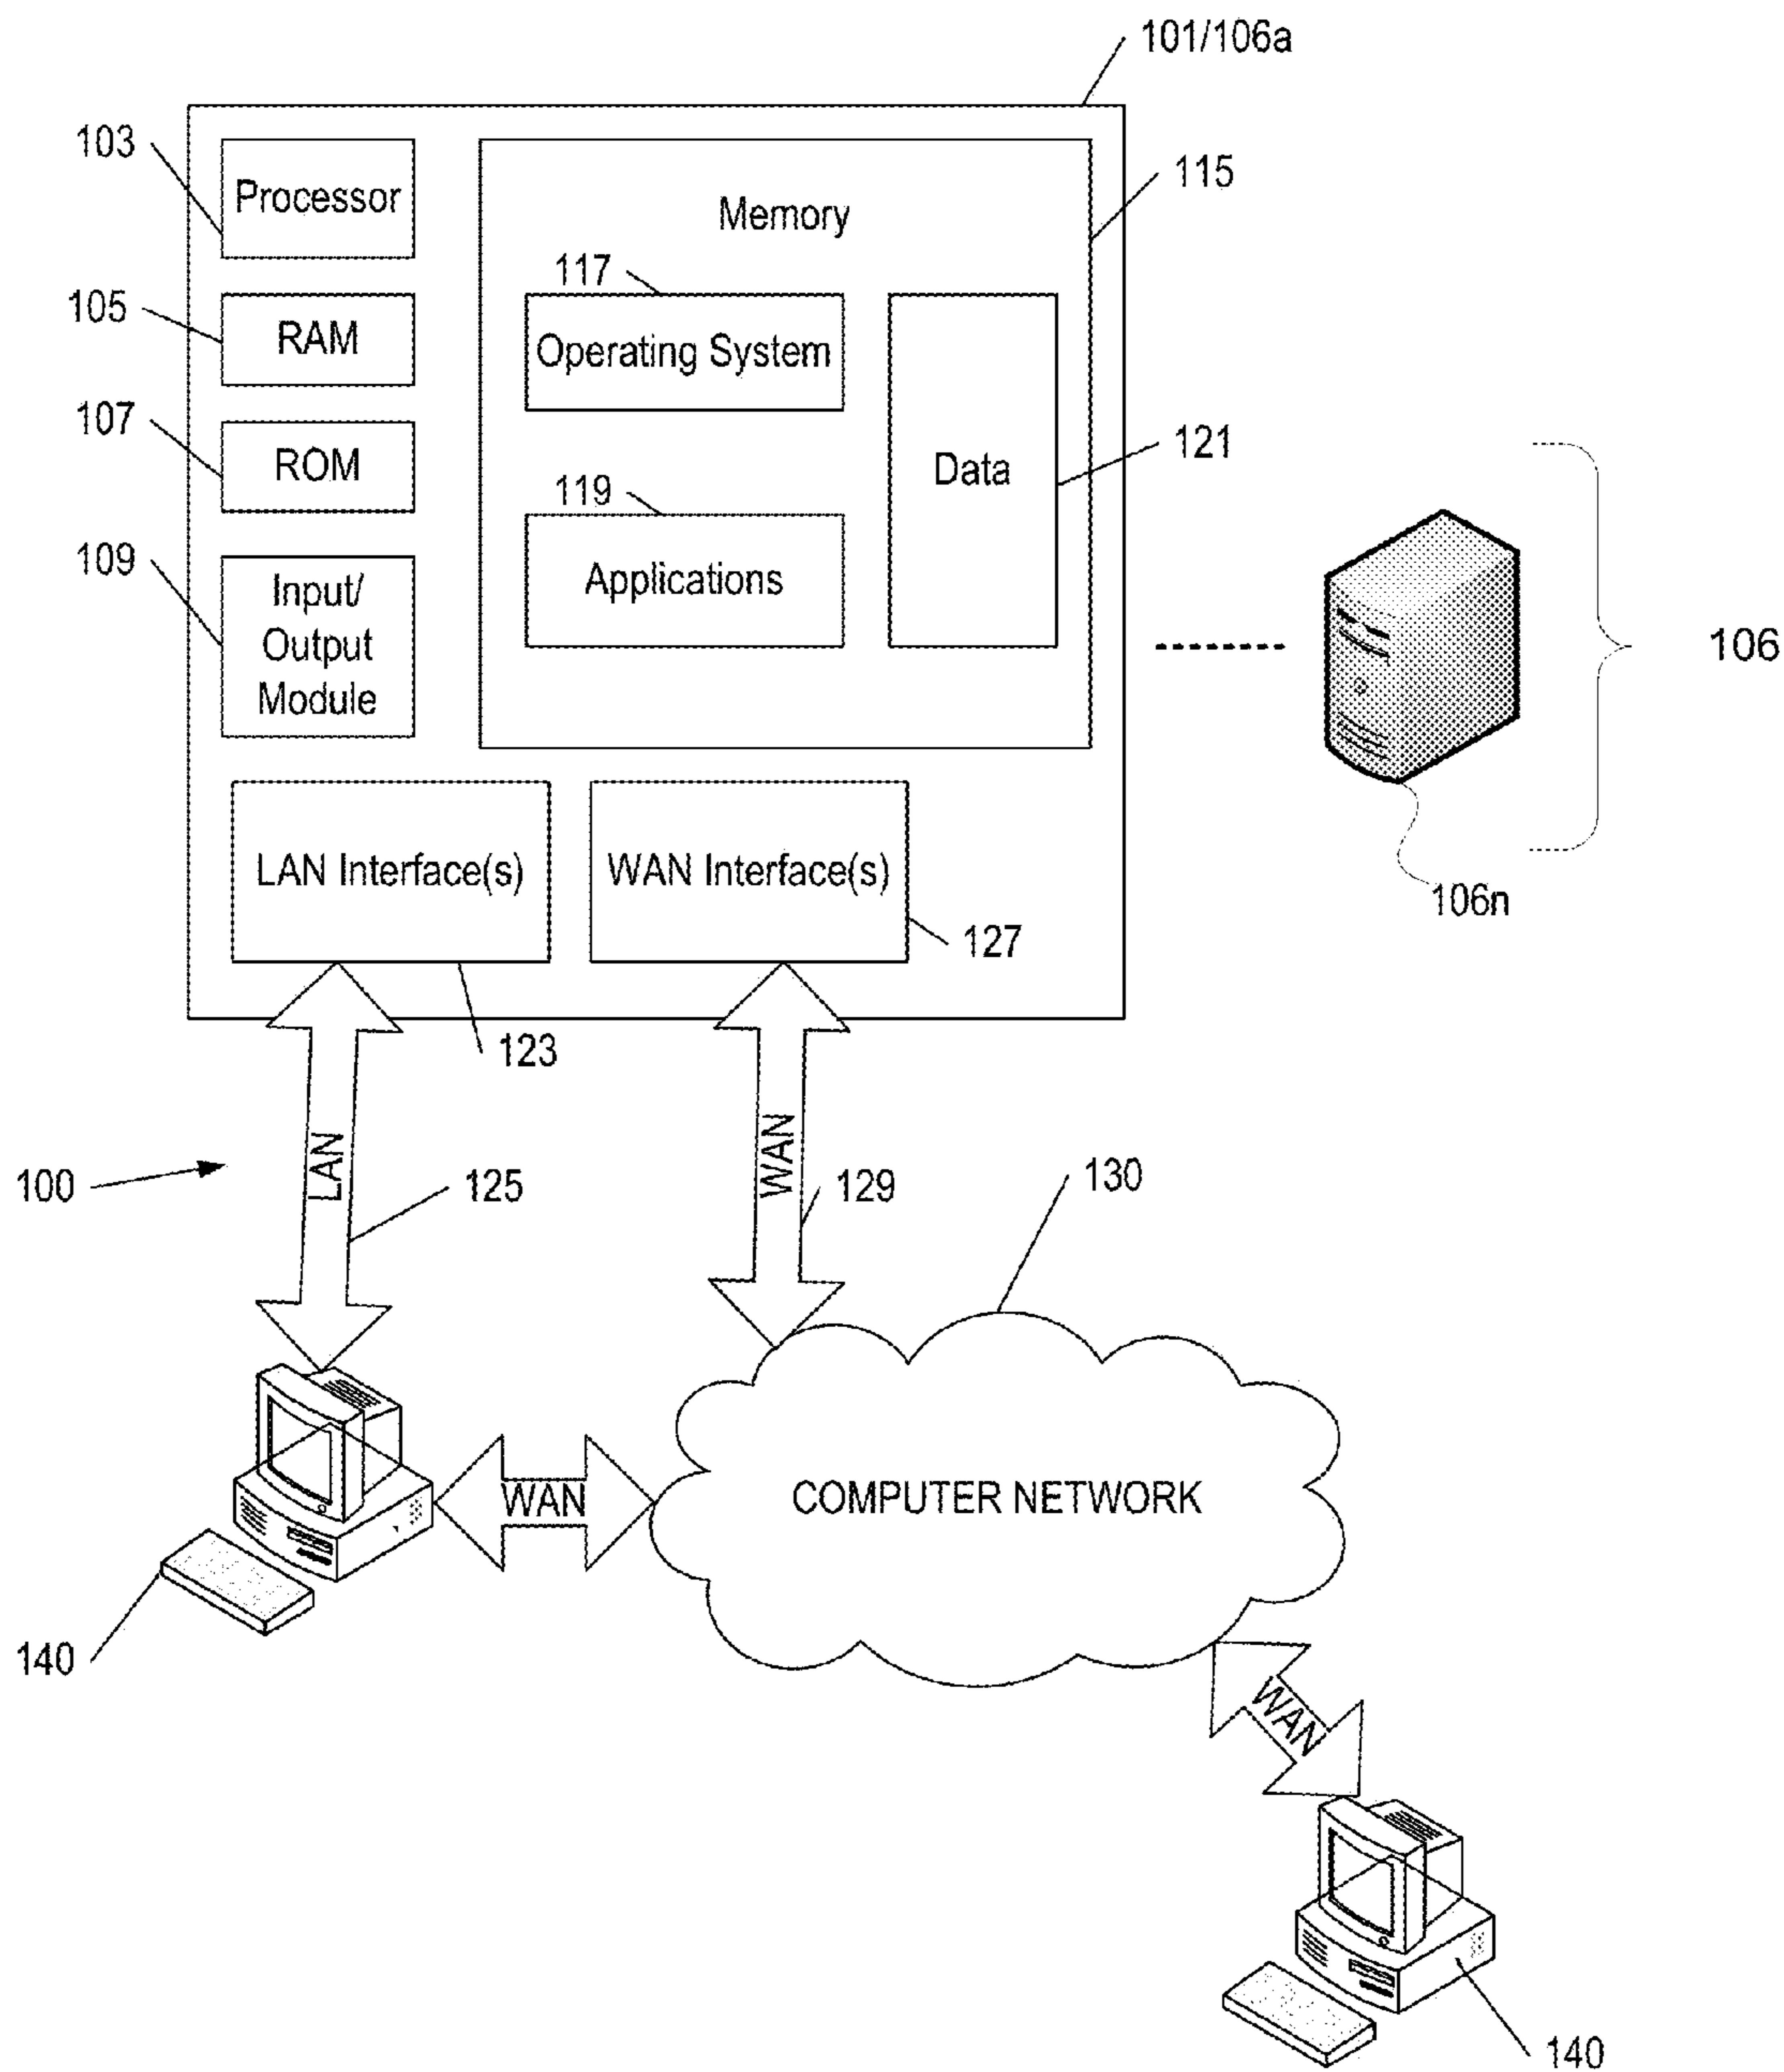 101/106a
103
Processor
Memory
115
117
105
RAM
Operating System
107
ROM
Data
121
119
109
Input/
Output
Module
Applications
106
LAN Interface(s)
WAN Interface(s)
106n
127
123
LAN
WAN
100
125
129
130
WAN
COMPUTER NETWORK
140
WAN
140